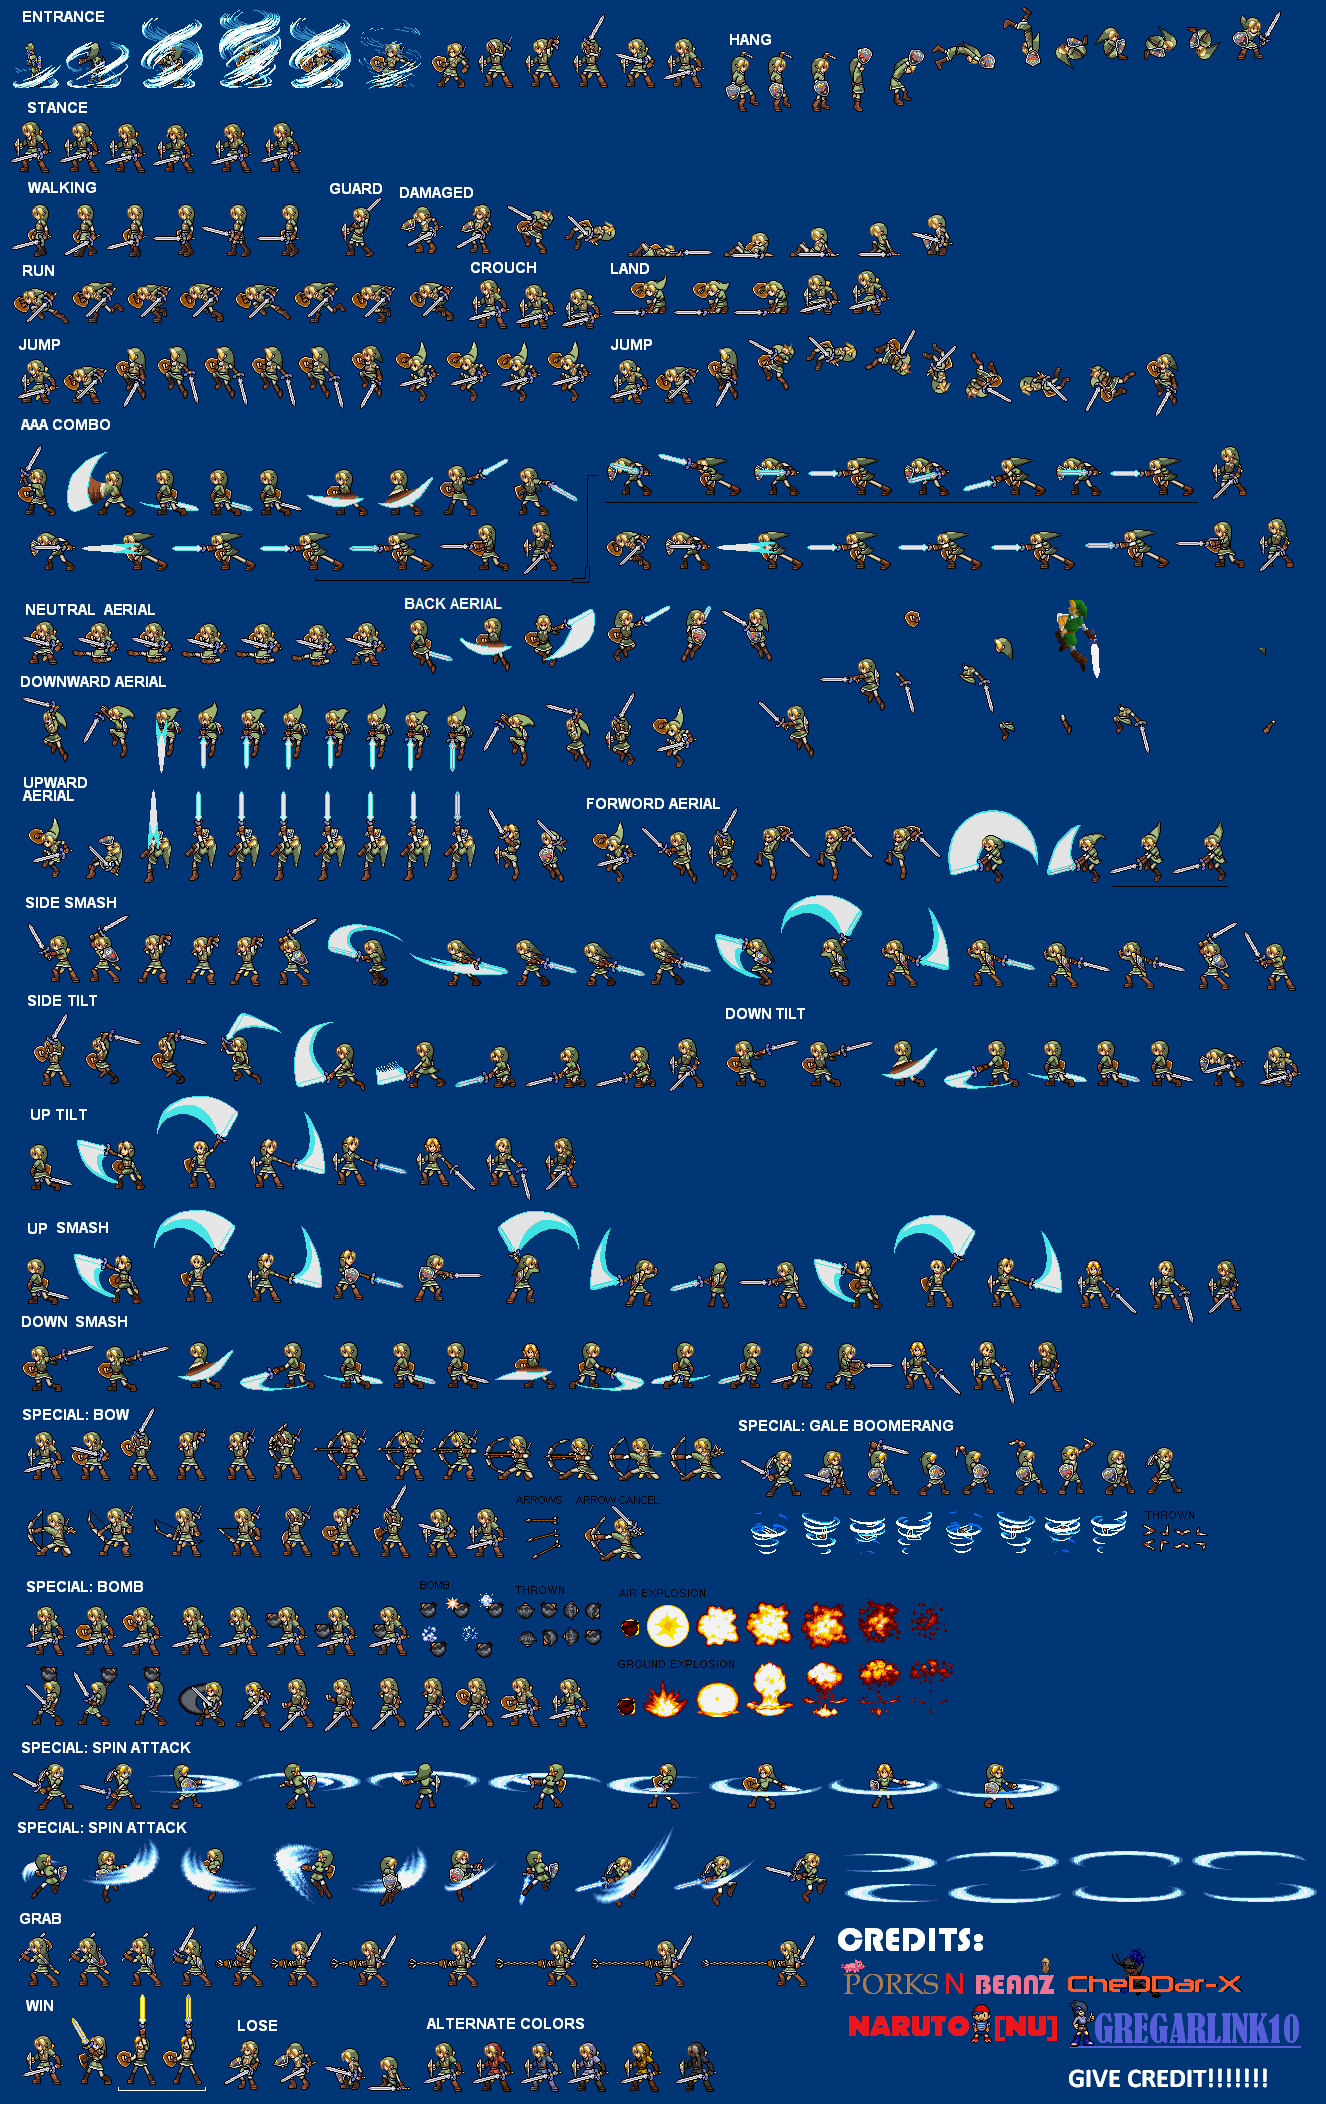 ENTRANCE
HANG
STANCE
WALKING
GUARD
DAMAGED
RUN
CROUCH
LAND
JUMP
JUMP
AAA COMBO
NEUTRAL AERIAL
BACK AERIAL
DOWNWARD AERIAL
UPWARD
AERIAL
FORWORD AERIAL
SIDE SMASH
SIDE TILT
DOWN TILT
UP TILT
UP SMASH
DOWN SMASH
SPECIAL: BOW
SPECIAL: GALE BOOMERANG
ARROWS
ARROW CANCEL
THROWN
SPECIAL: BOMB
BOMB
THROWN
AIR EXPLOSION
GROUND EXPLOSION
SPECIAL: SPIN ATTACK
SPECIAL: SPIN ATTACK
GRAB
CREDITS:
PORKS N BEANZ
CheDDar-X
WIN
LOSE
ALTERNATE COLORS
NARUTO [NU]
GREGARLINK10
GIVE CREDIT!!!!!!!